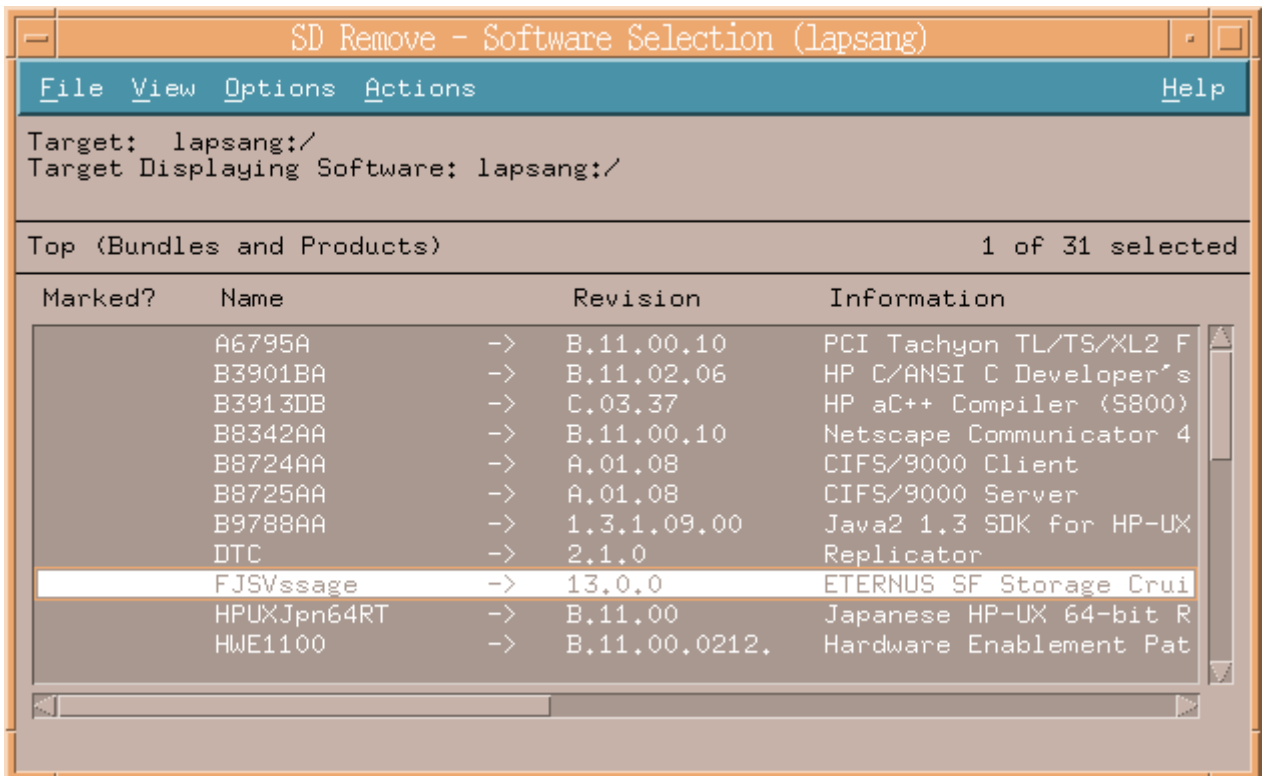 SD Remove - Software Selection (lapsang)
File View Options Actions Help
Target: lapsang:/
Target Displaying Software: lapsang:/
Top (Bundles and Products) 1 of 31 selected
Marked? Name Revision Information
A6795A -> B.11.00.10 PCI Tachyon TL/TS/XL2 F
B3901BA -> B.11.02.06 HP C/ANSI C Developer's
B3913DB -> C.03.37 HP aC++ Compiler (S800)
B8342AA -> B.11.00.10 Netscape Communicator 4
B8724AA -> A.01.08 CIFS/9000 Client
B8725AA -> A.01.08 CIFS/9000 Server
B9788AA -> 1.3.1.09.00 Java2 1.3 SDK for HP-UX
DTC -> 2.1.0 Replicator
FJSVssage -> 13.0.0 ETERNUS SF Storage Crui
HPUXJpn64RT -> B.11.00 Japanese HP-UX 64-bit R
HWE1100 -> B.11.00.0212. Hardware Enablement Pat